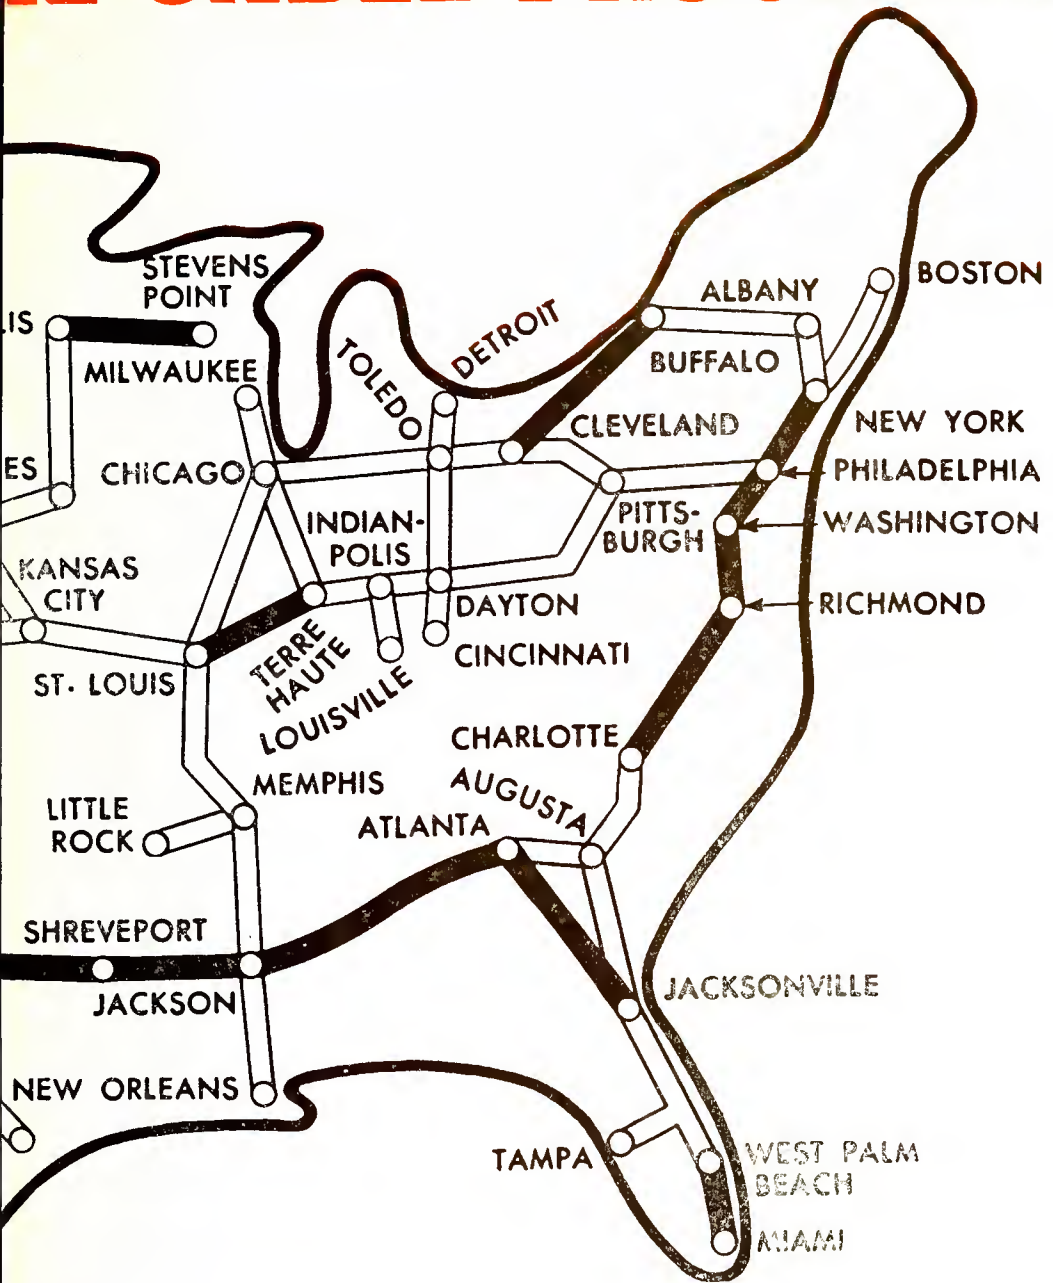 STEVENS
POINT
ALBANY
BOSTON
LIS
DETROIT
TOLEDO
BUFFALO
MILWAUKEE
CLEVELAND
NEW YORK
ES
CHICAGO
PHILADELPHIA
INDIAN-
POLIS
PITTS-
BURGH
WASHINGTON
KANSAS
CITY
DAYTON
RICHMOND
CINCINNATI
ST. LOUIS
TERRE
HAUTE
LOUISVILLE
CHARLOTTE
MEMPHIS
AUGUSTA
LITTLE
ROCK
ATLANTA
SHREVEPORT
JACKSONVILLE
JACKSON
NEW ORLEANS
TAMPA
WEST PALM
BEACH
MIAMI